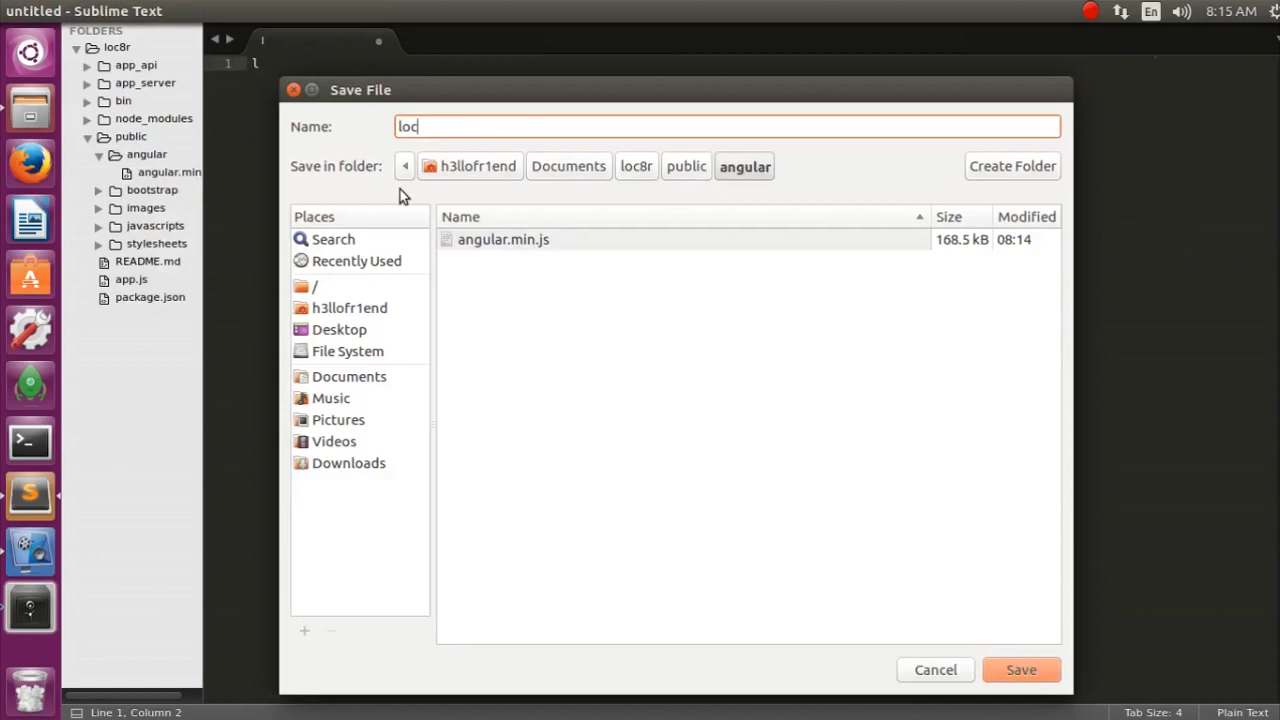 untitled - Sublime Text
En
8:15 AM
FOLDERS
loc8r
app_api
app_server
bin
node_modules
public
angular
angular.min
bootstrap
images
javascripts
stylesheets
README.md
app.js
package.json
l
1
l
Save File
Name:
loc
Save in folder:
h3llofr1end
Documents
loc8r
public
angular
Create Folder
Places
Name
Size
Modified
Search
Recently Used
/
h3llofr1end
Desktop
File System
Documents
Music
Pictures
Videos
Downloads
angular.min.js
168.5 kB
08:14
Cancel
Save
Line 1, Column 2
Tab Size: 4
Plain Text